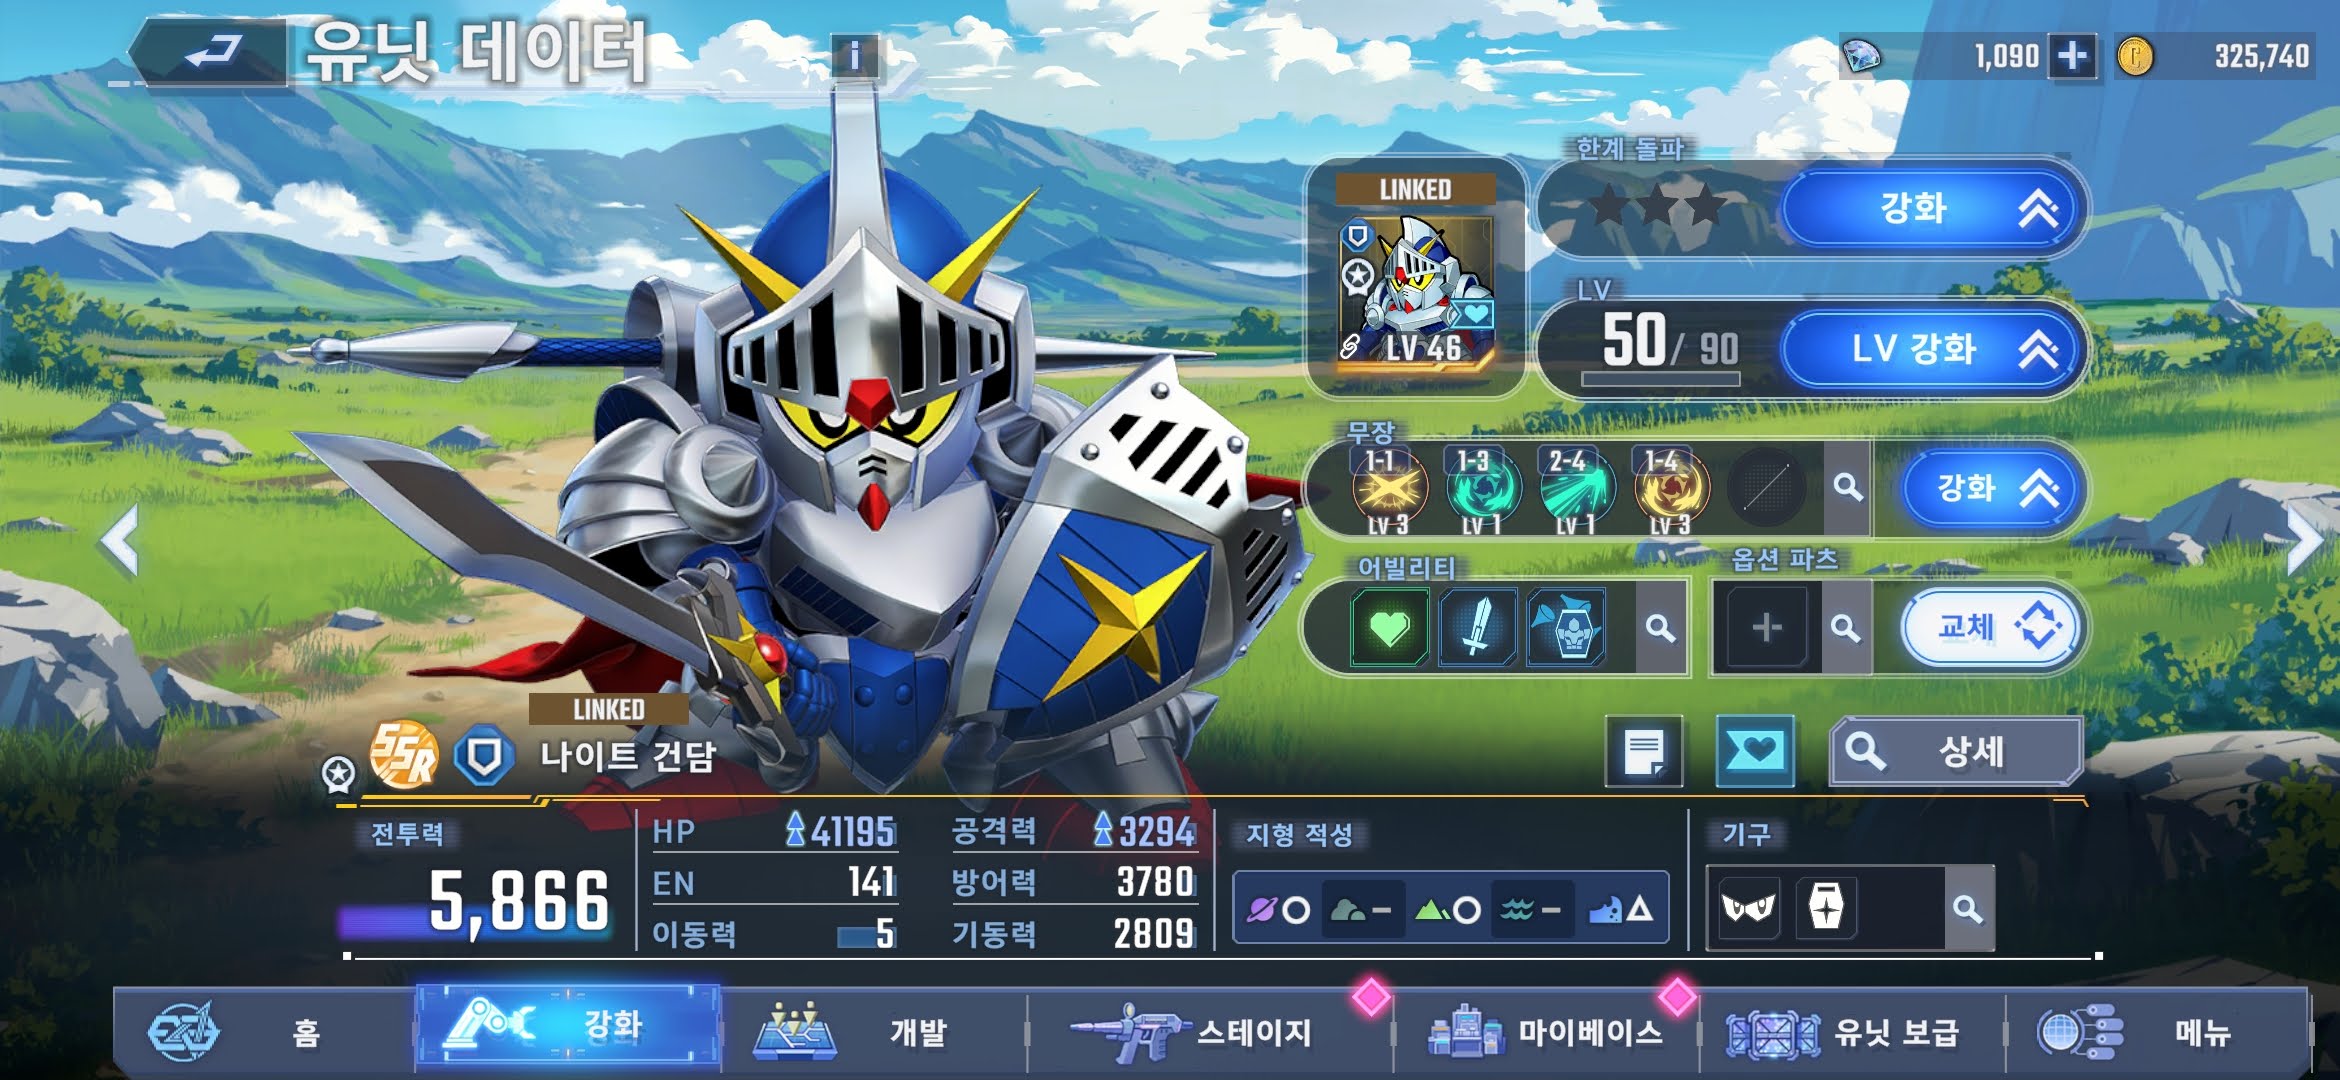 유닛 데이터
i
1,090
325,740
LINKED
LV 46
한계 돌파
강화
LV
50/ 90
LV 강화
무장
1-1
LV 3
1-3
LV 1
2-4
LV 1
1-4
LV 3
강화
어빌리티
옵션 파츠
교체
상세
LINKED
SSR
나이트 건담
전투력
5,866
HP 41195
EN 141
이동력 5
공격력 3294
방어력 3780
기동력 2809
지형 적성
기구
홈
강화
개발
스테이지
마이베이스
유닛 보급
메뉴